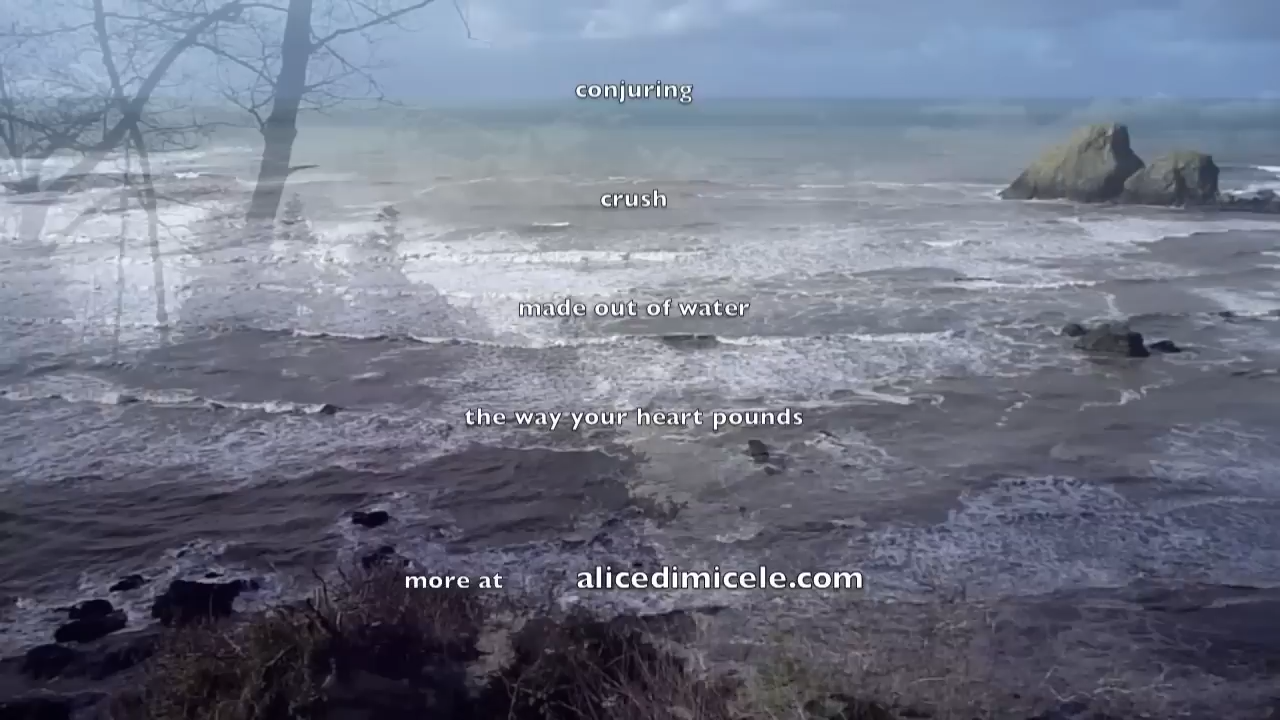 conjuring
crush
made out of water
the way your heart pounds
more at alicedimicele.com